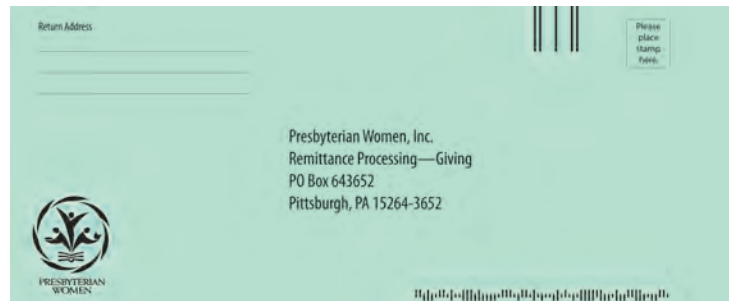 Return Address
Please
place
stamp
here.
Presbyterian Women, Inc.
Remittance Processing—Giving
PO Box 643652
Pittsburgh, PA 15264-3652
PRESBYTERIAN
WOMEN